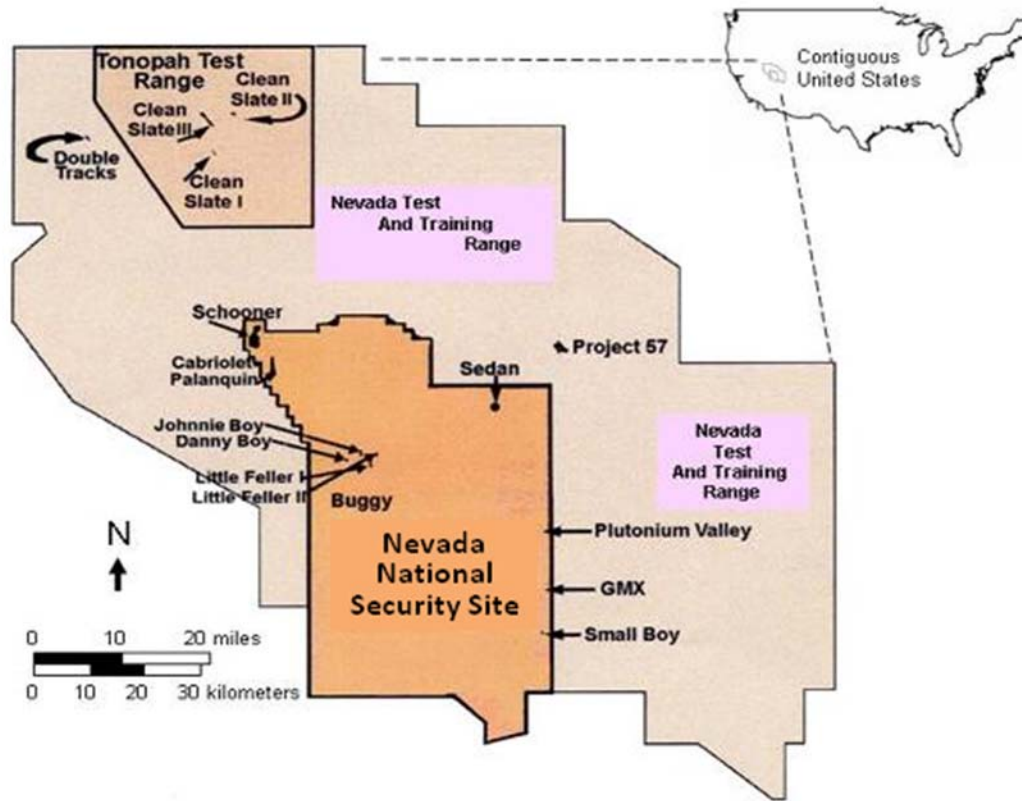 Contiguous
United States
Tonopah Test
Range
Clean
Slate II
Clean
Slate III
Double
Tracks
Clean
Slate I
Nevada Test
And Training
Range
Schooner
Project 57
Cabriolet
Palanquin
Sedan
Johnnie Boy
Danny Boy
Little Feller I
Little Feller II
Buggy
Nevada
Test
And Training
Range
Plutonium Valley
Nevada
National
Security Site
GMX
Small Boy
N
0 10 20 miles
0 10 20 30 kilometers